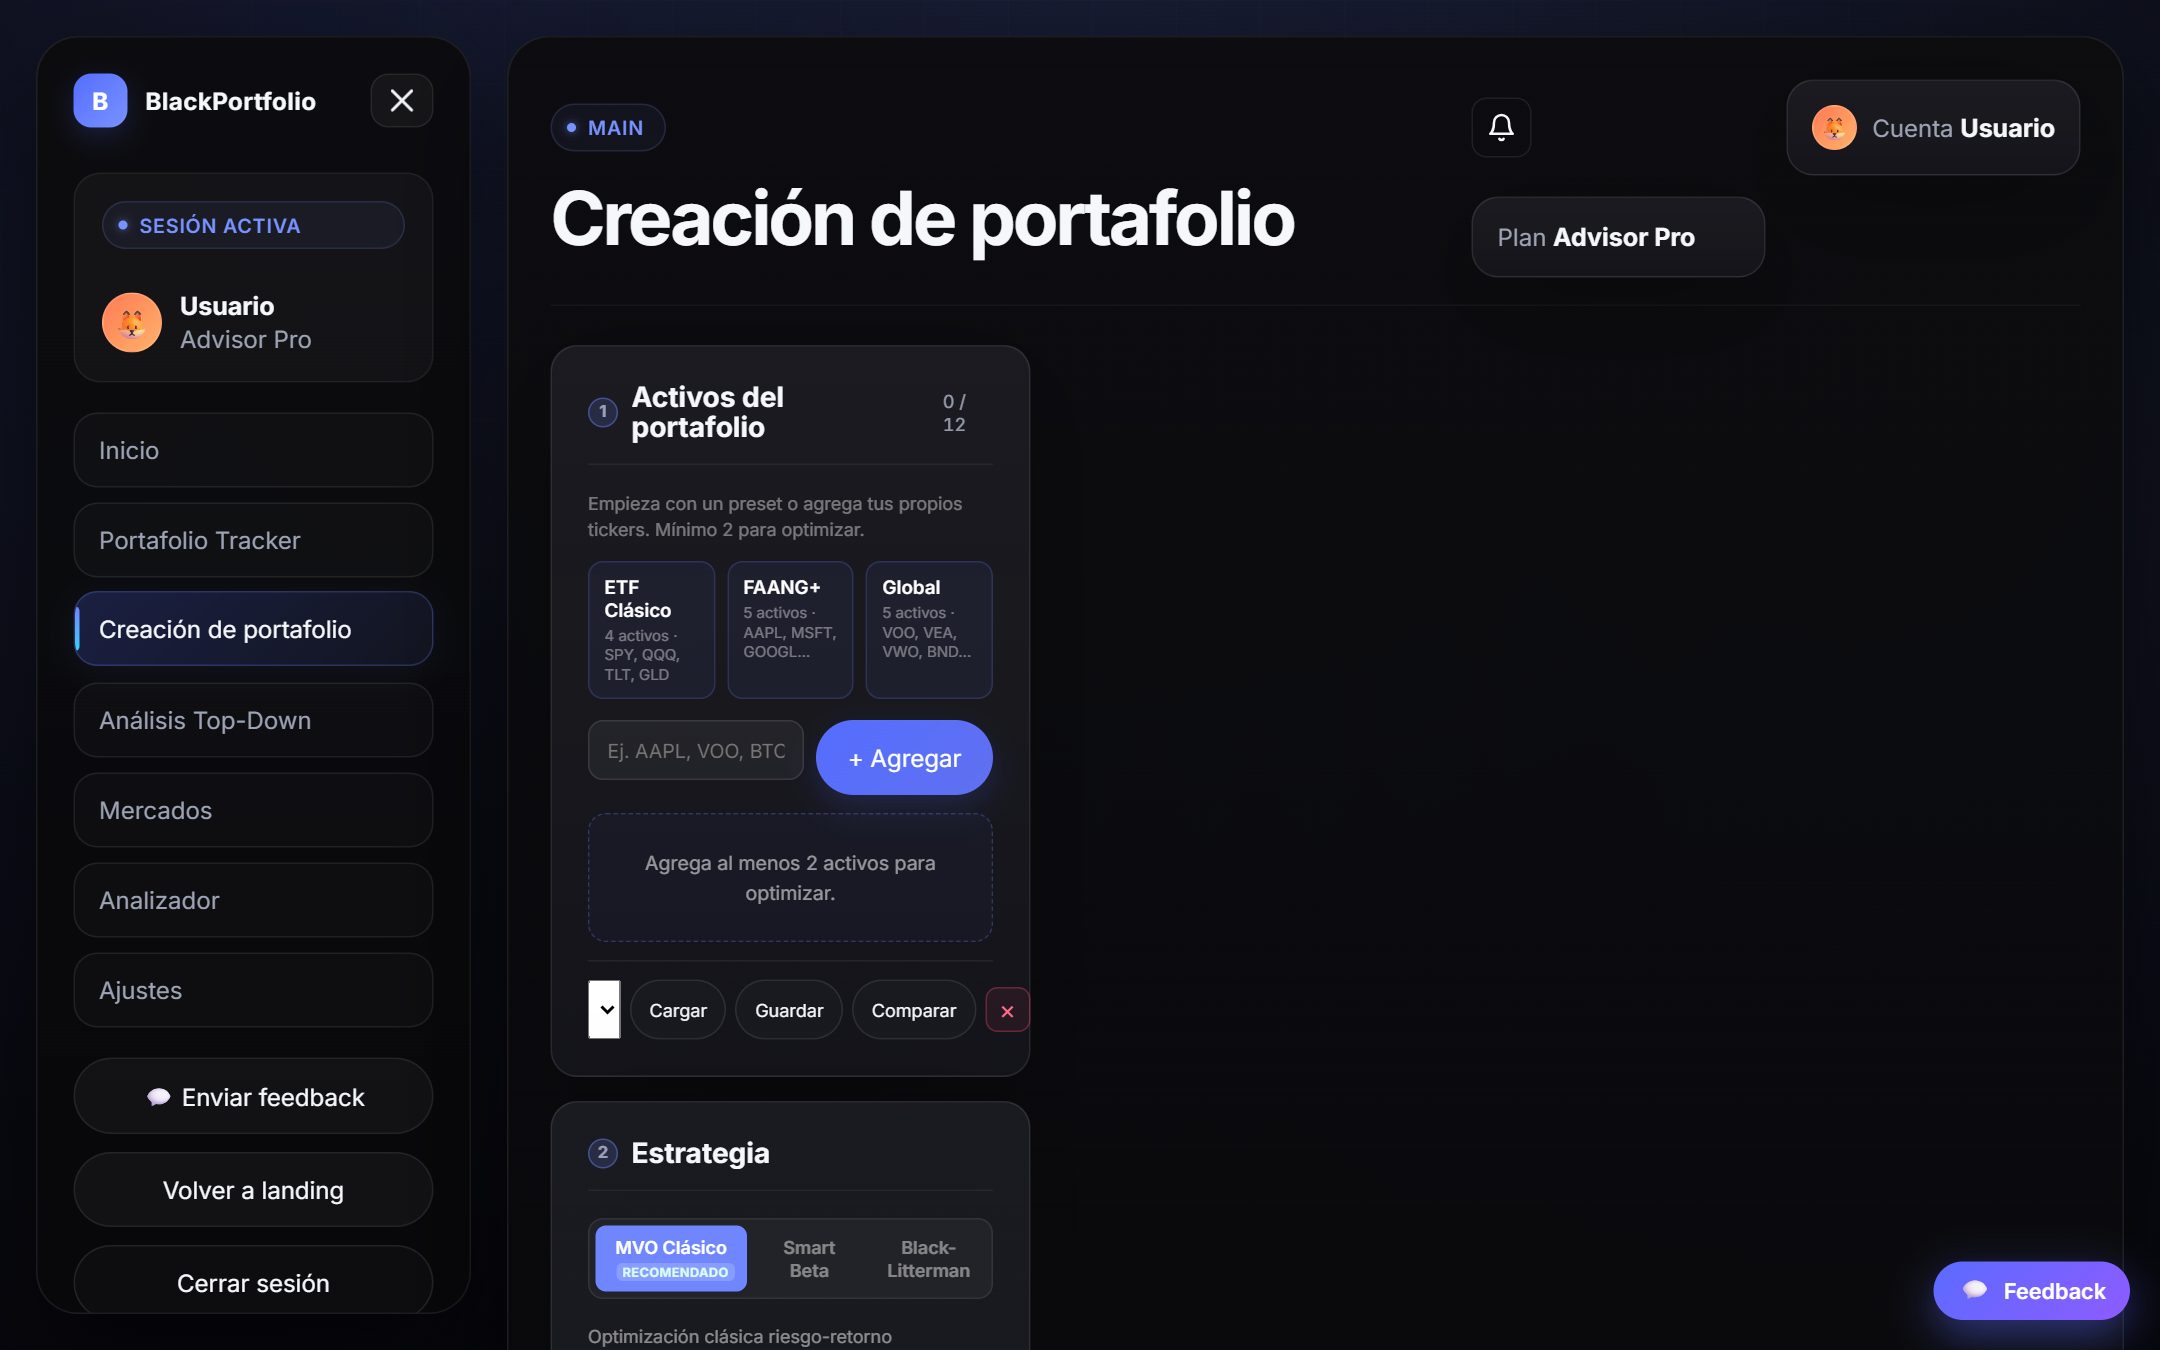 B
BlackPortfolio
SESIÓN ACTIVA
Usuario
Advisor Pro
Inicio
Portafolio Tracker
Creación de portafolio
Análisis Top-Down
Mercados
Analizador
Ajustes
Enviar feedback
Volver a landing
Cerrar sesión
MAIN
Creación de portafolio
Cuenta Usuario
Plan Advisor Pro
1
Activos del
portafolio
0 /
12
Empieza con un preset o agrega tus propios
tickers. Mínimo 2 para optimizar.
ETF
Clásico
4 activos ·
SPY, QQQ,
TLT, GLD
FAANG+
5 activos ·
AAPL, MSFT,
GOOGL...
Global
5 activos ·
VOO, VEA,
VWO, BND...
Ej. AAPL, VOO, BTC
+ Agregar
Agrega al menos 2 activos para
optimizar.
Cargar
Guardar
Comparar
×
2
Estrategia
MVO Clásico
RECOMENDADO
Smart
Beta
Black-
Litterman
Optimización clásica riesgo-retorno
Feedback